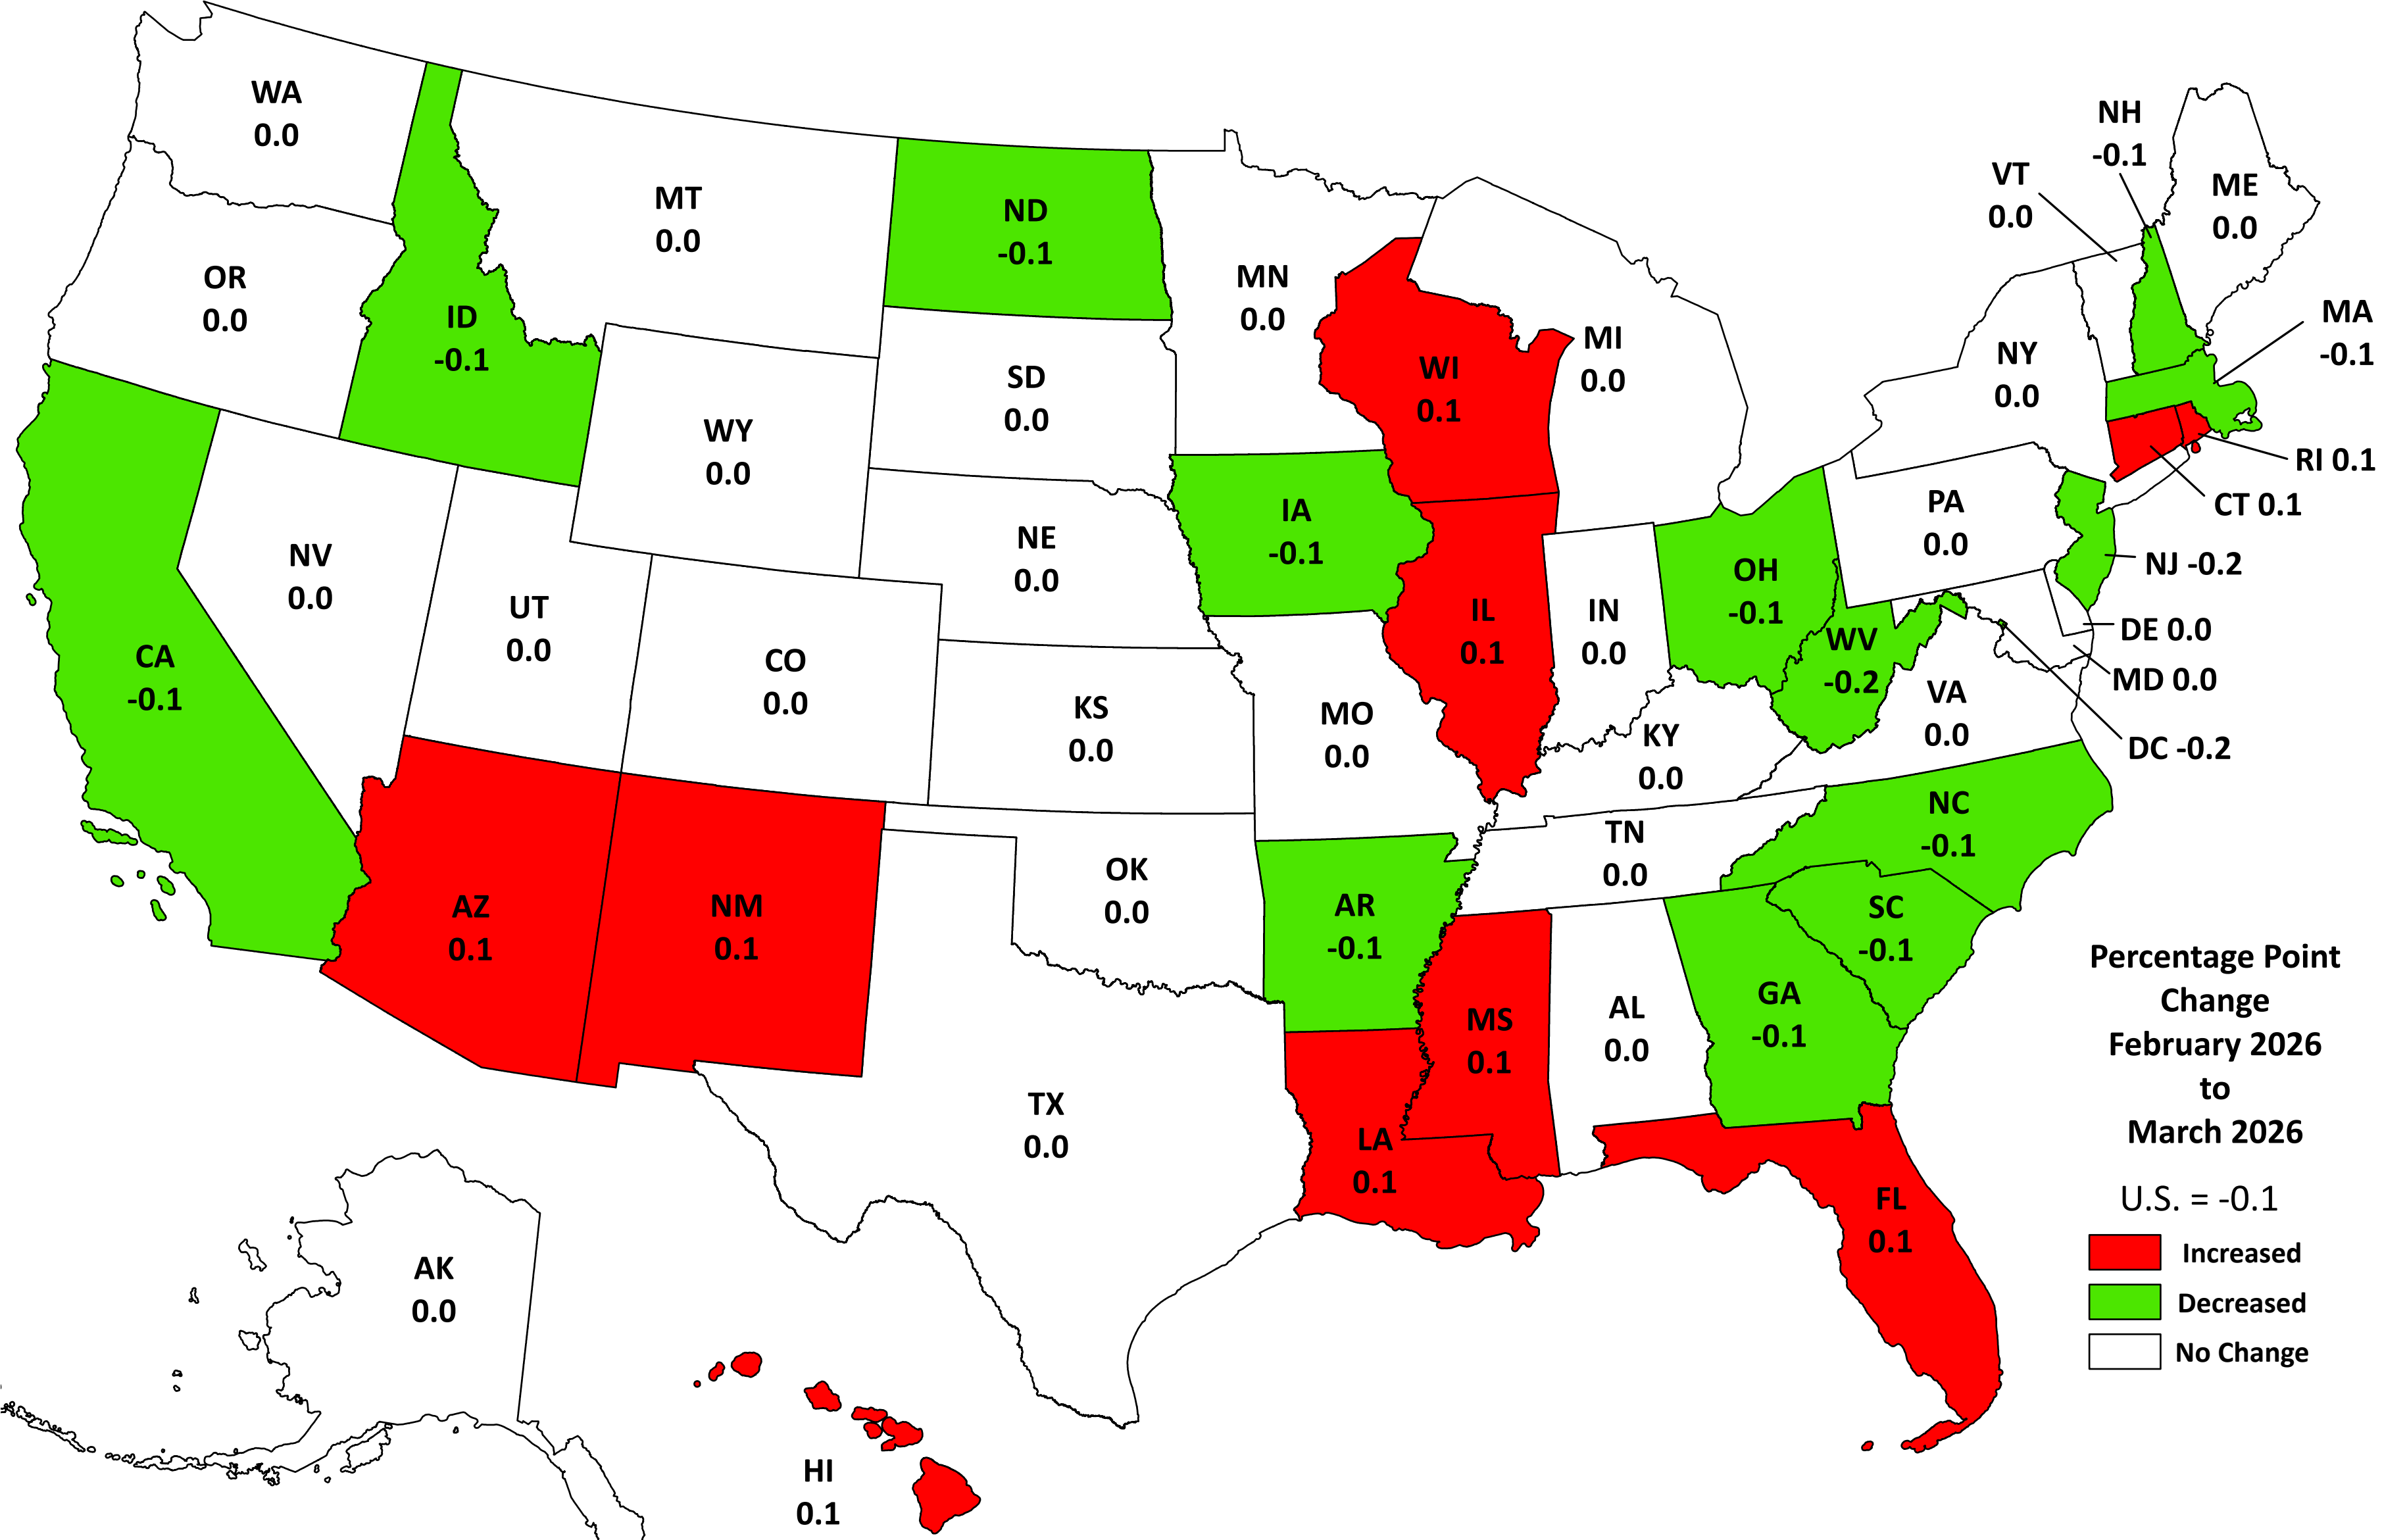 WA
0.0
OR
0.0
CA
-0.1
ID
-0.1
NV
0.0
MT
0.0
WY
0.0
UT
0.0
CO
0.0
AZ
0.1
NM
0.1
ND
-0.1
SD
0.0
NE
0.0
KS
0.0
OK
0.0
TX
0.0
MN
0.0
IA
-0.1
MO
0.0
AR
-0.1
LA
0.1
WI
0.1
IL
0.1
MS
0.1
MI
0.0
IN
0.0
KY
0.0
TN
0.0
AL
0.0
OH
-0.1
WV
-0.2
VA
0.0
NC
-0.1
SC
-0.1
GA
-0.1
FL
0.1
PA
0.0
NY
0.0
VT
0.0
NH
-0.1
ME
0.0
MA
-0.1
RI 0.1
CT 0.1
NJ -0.2
DE 0.0
MD 0.0
DC -0.2
AK
0.0
HI
0.1
Percentage Point
Change
February 2026
to
March 2026
U.S. = -0.1
Increased
Decreased
No Change